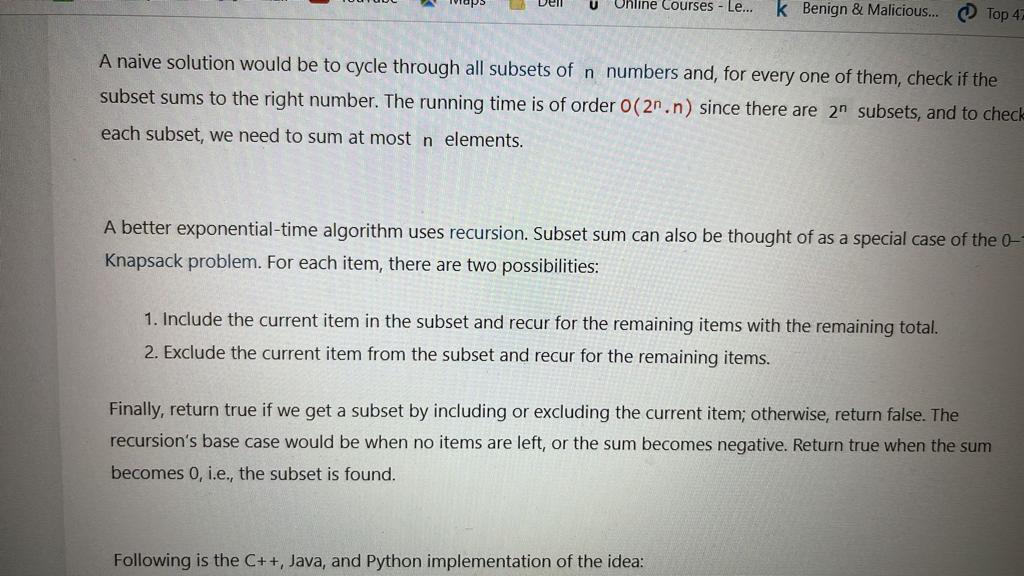 Maps Dell u Online Courses - Le... k Benign & Malicious... Top 47
A naive solution would be to cycle through all subsets of n numbers and, for every one of them, check if the
subset sums to the right number. The running time is of order O(2ⁿ.n) since there are 2ⁿ subsets, and to check
each subset, we need to sum at most n elements.
A better exponential-time algorithm uses recursion. Subset sum can also be thought of as a special case of the 0–
Knapsack problem. For each item, there are two possibilities:
1. Include the current item in the subset and recur for the remaining items with the remaining total.
2. Exclude the current item from the subset and recur for the remaining items.
Finally, return true if we get a subset by including or excluding the current item; otherwise, return false. The
recursion's base case would be when no items are left, or the sum becomes negative. Return true when the sum
becomes 0, i.e., the subset is found.
Following is the C++, Java, and Python implementation of the idea: